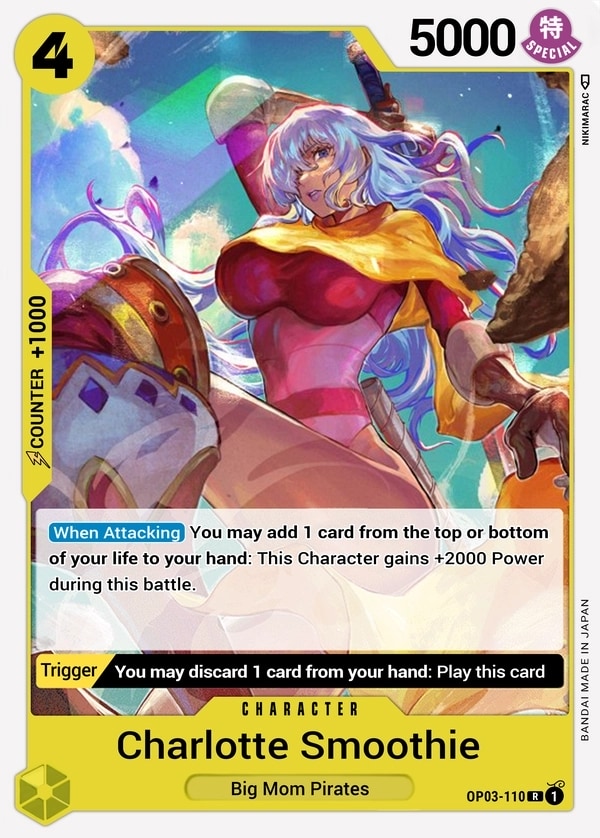 4
5000
特
SPECIAL
NIKIMARAC
COUNTER +1000
When Attacking You may add 1 card from the top or bottom
of your life to your hand: This Character gains +2000 Power
during this battle.
Trigger You may discard 1 card from your hand: Play this card
CHARACTER
Charlotte Smoothie
Big Mom Pirates
OP03-110 R 1
BANDAI MADE IN JAPAN